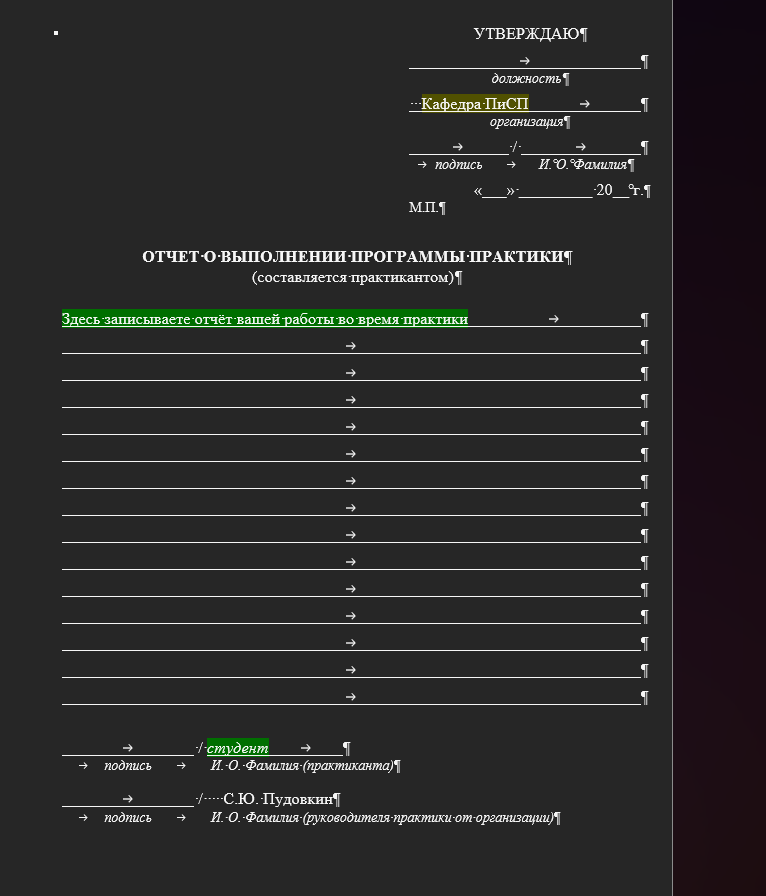 УТВЕРЖДАЮ
должность
Кафедра ПиСП
организация
/
подпись И. О. Фамилия
«___» _________ 20__ г.
М.П.
ОТЧЕТ О ВЫПОЛНЕНИИ ПРОГРАММЫ ПРАКТИКИ
(составляется практикантом)
Здесь записываете отчёт вашей работы во время практики
/ студент
подпись И. О. Фамилия (практиканта)
/ С.Ю. Пудовкин
подпись И. О. Фамилия (руководителя практики от организации)